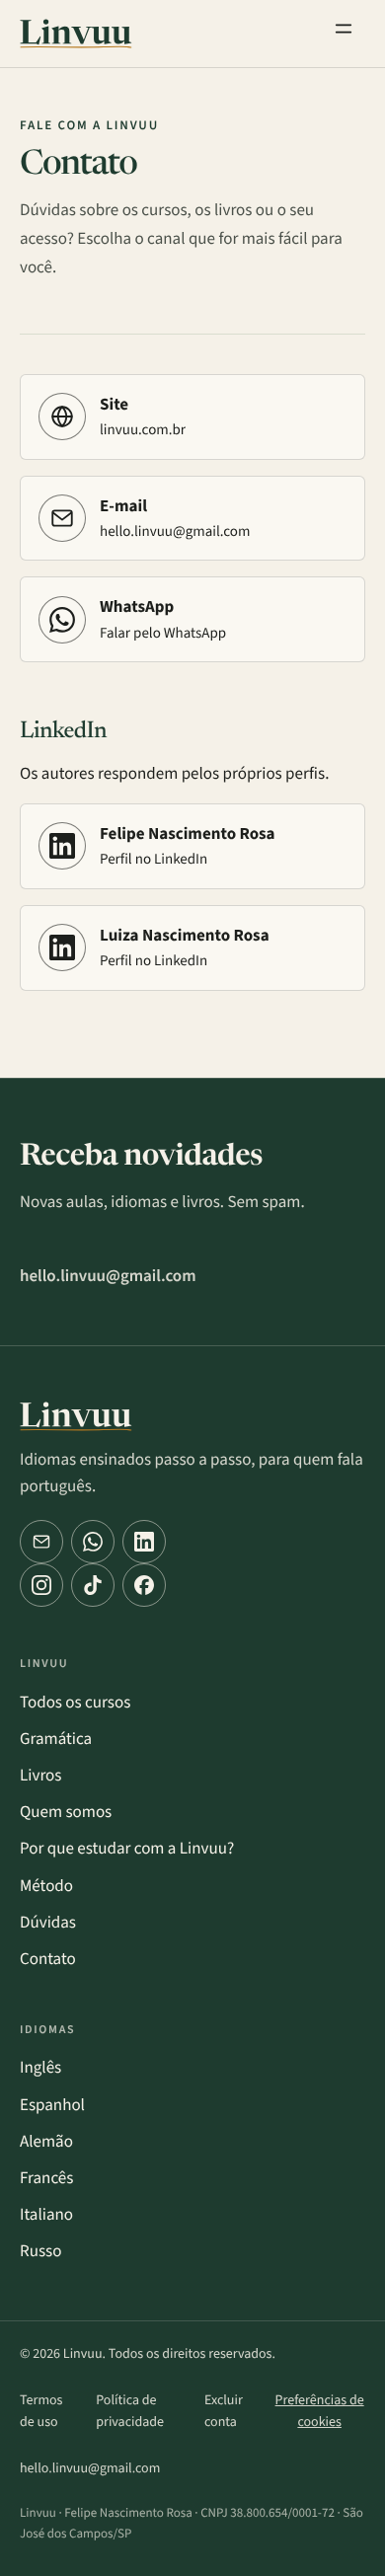 Linvuu
FALE COM A LINVUU
Contato
Dúvidas sobre os cursos, os livros ou o seu
acesso? Escolha o canal que for mais fácil para
você.
Site
linvuu.com.br
E-mail
hello.linvuu@gmail.com
WhatsApp
Falar pelo WhatsApp
LinkedIn
Os autores respondem pelos próprios perfis.
Felipe Nascimento Rosa
Perfil no LinkedIn
Luiza Nascimento Rosa
Perfil no LinkedIn
Receba novidades
Novas aulas, idiomas e livros. Sem spam.
hello.linvuu@gmail.com
Linvuu
Idiomas ensinados passo a passo, para quem fala
português.
LINVUU
Todos os cursos
Gramática
Livros
Quem somos
Por que estudar com a Linvuu?
Método
Dúvidas
Contato
IDIOMAS
Inglês
Espanhol
Alemão
Francês
Italiano
Russo
© 2026 Linvuu. Todos os direitos reservados.
Termos de uso
Política de privacidade
Excluir conta
Preferências de cookies
hello.linvuu@gmail.com
Linvuu · Felipe Nascimento Rosa · CNPJ 38.800.654/0001-72 · São
José dos Campos/SP